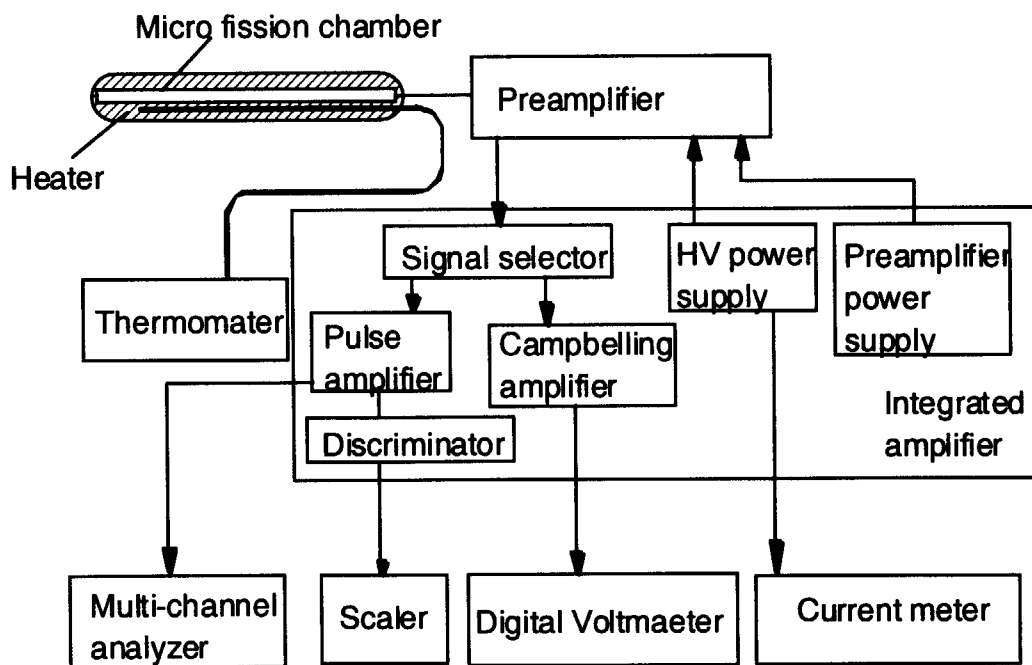 Micro fission chamber
Preamplifier
Heater
Signal selector
HV power
supply
Preamplifier
power
supply
Thermomater
Pulse
amplifier
Campbelling
amplifier
Integrated
amplifier
Discriminator
Multi-channel
analyzer
Scaler
Digital Voltmaeter
Current meter